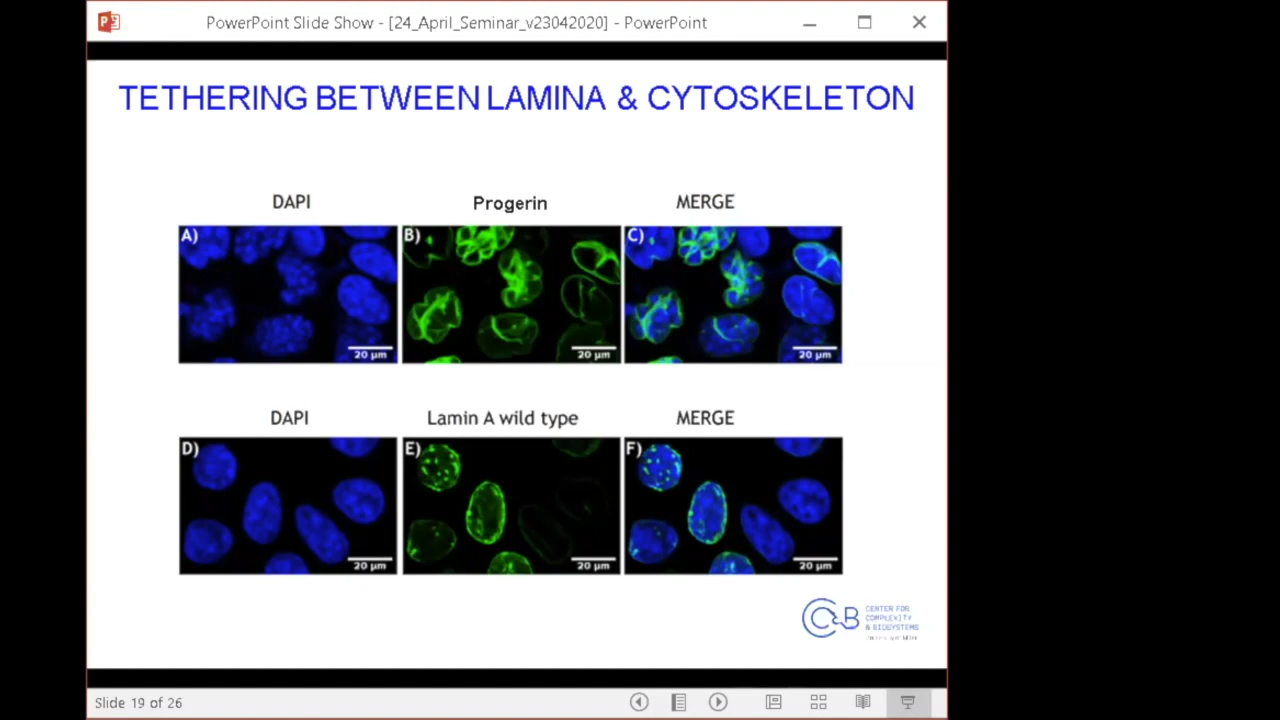 PowerPoint Slide Show - [24_April_Seminar_v23042020] - PowerPoint
TETHERING BETWEEN LAMINA & CYTOSKELETON
DAPI
Progerin
MERGE
A)
B)
C)
20 µm
20 µm
20 µm
DAPI
Lamin A wild type
MERGE
D)
E)
F)
20 µm
20 µm
20 µm
C&B
CENTER FOR
COMPLEXITY
& BIOSYSTEMS
Slide 19 of 26